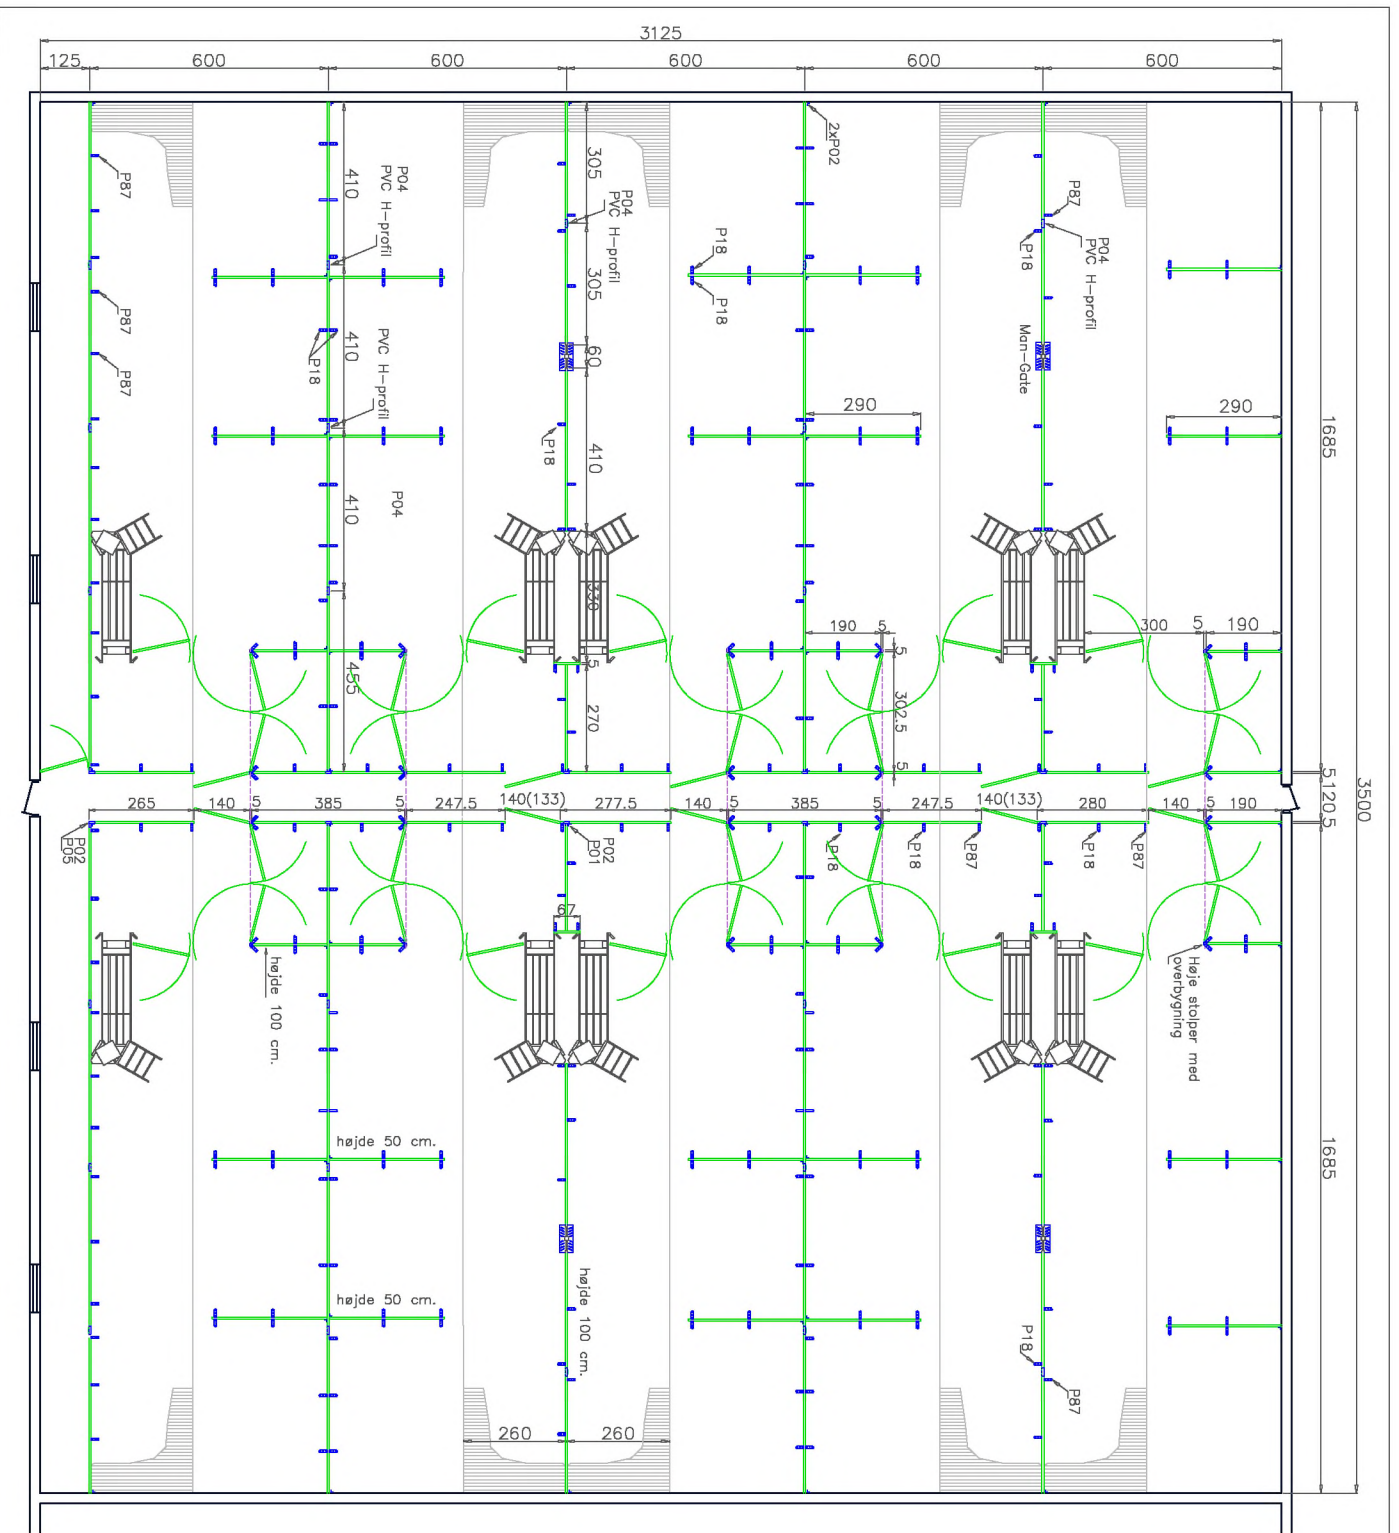 3125
125
600
600
600
600
600
2xP02
P87
P04
PVC H-profil
410
305
P04
PVC H-profil
P87
P04
PVC H-profil
P18
P18
P18
305
P87
P87
PVC H-profil
410
P18
60
Man-Gate
290
290
1685
P18
410
P04
410
330
190
5
300
5
190
5
5
455
270
302.5
5
5
120.5
5
3500
265
140
5
385
5
247.5
140(133)
277.5
140
5
385
5
247.5
140(133)
280
140
5
190
P02
P05
P02
P01
P18
P18
P87
P18
P87
67
højde 100 cm.
Høje stolper med
overbygning
højde 50 cm.
1685
højde 50 cm.
højde 100 cm.
P18
P87
260
260